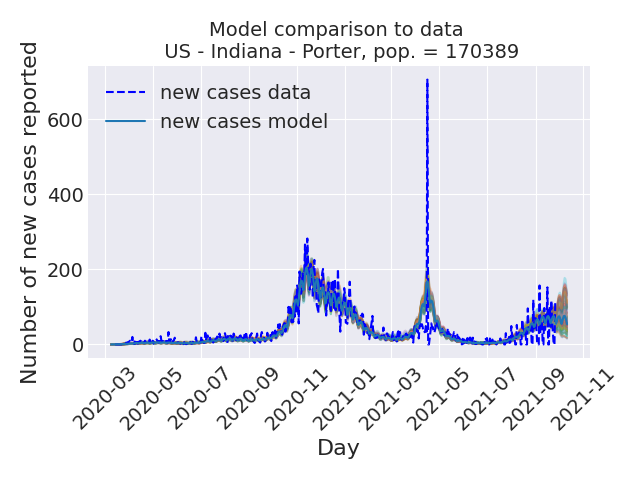 Model comparison to data
US - Indiana - Porter, pop. = 170389
Number of new cases reported
new cases data
new cases model
600
400
200
0
2020-03
2020-05
2020-07
2020-09
2020-11
2021-01
2021-03
2021-05
2021-07
2021-09
2021-11
Day